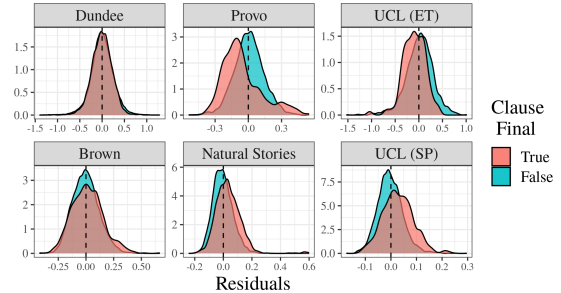 Dundee Provo UCL (ET)
1.5
1.0
0.5
0.0
3
2
1
0
1.5
1.0
0.5
0.0
-1.5 -1.0 -0.5 0.0 0.5 1.0
-0.3 0.0 0.3
-1.5 -1.0 -0.5 0.0 0.5 1.0
Brown Natural Stories UCL (SP)
3
2
1
0
6
4
2
0
7.5
5.0
2.5
0.0
-0.25 0.00 0.25 0.50
-0.2 0.0 0.2 0.4 0.6
-0.1 0.0 0.1 0.2 0.3
Residuals
Clause
Final
True
False